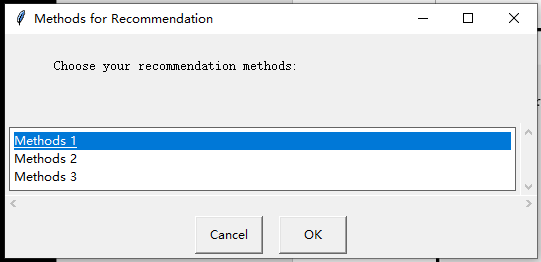 Methods for Recommendation
Choose your recommendation methods:
Methods 1
Methods 2
Methods 3
Cancel
OK